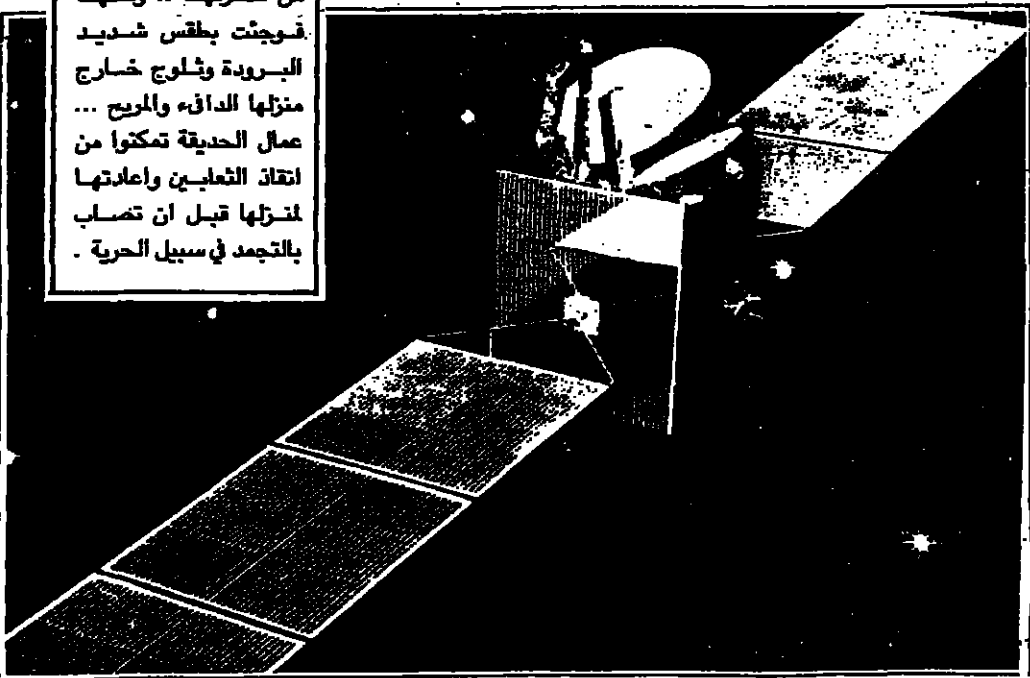 فوجئت بطقس شديد
البرودة وثلوج خارج
منزلها الدافىء والمريح ...
عمال الحديقة تمكنوا من
انقاذ الثعابين واعادتها
لمنزلها قبل ان تصاب
بالتجمد في سبيل الحرية .